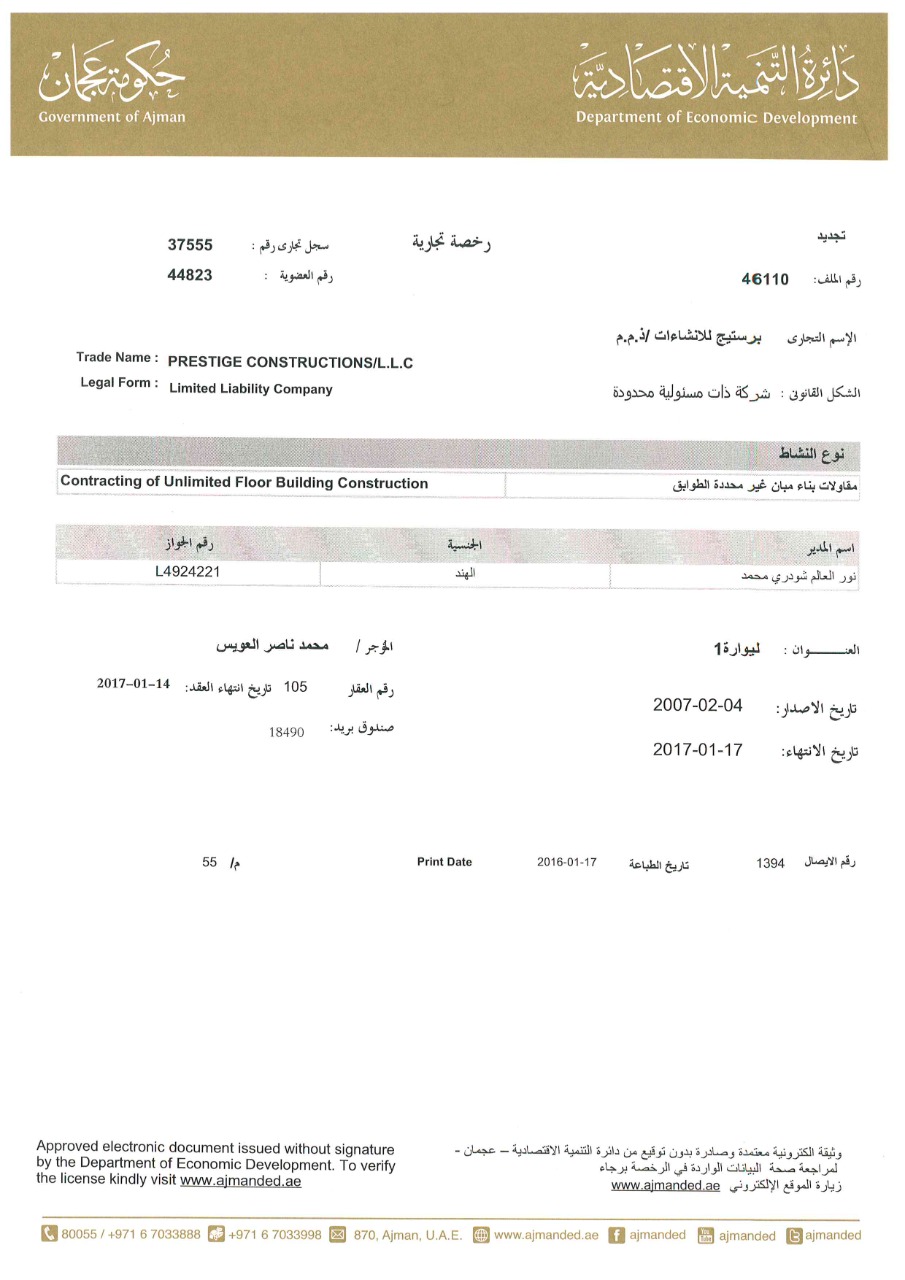 حكومة عجمان
Government of Ajman
دائرة التنمية الاقتصادية
Department of Economic Development
تجديد
رخصة تجارية
سجل تجارى رقم : 37555
رقم الملف: 46110
رقم العضوية : 44823
الإسم التجارى برستيج للانشاءات /ذ.م.م
Trade Name : PRESTIGE CONSTRUCTIONS/L.L.C
Legal Form : Limited Liability Company
الشكل القانونى : شركة ذات مسئولية محدودة
نوع النشاط
مقاولات بناء مبان غير محددة الطوابق
Contracting of Unlimited Floor Building Construction
اسم المدير الجنسية رقم الجواز
نور العالم شودري محمد الهند L4924221
العنـــــــوان : ليوارة1
المؤجر / محمد ناصر العويس
رقم العقار 105 تاريخ انتهاء العقد: 2017-01-14
تاريخ الاصدار: 2007-02-04
صندوق بريد: 18490
تاريخ الانتهاء: 2017-01-17
رقم الايصال 1394 تاريخ الطباعة 2016-01-17 Print Date م/ 55
Approved electronic document issued without signature
by the Department of Economic Development. To verify
the license kindly visit www.ajmanded.ae
وثيقة الكترونية معتمدة وصادرة بدون توقيع من دائرة التنمية الاقتصادية – عجمان -
لمراجعة صحة البيانات الواردة في الرخصة برجاء
زيارة الموقع الإلكتروني www.ajmanded.ae
80055 / +971 6 7033888 +971 6 7033998 870, Ajman, U.A.E. www.ajmanded.ae ajmanded ajmanded ajmanded